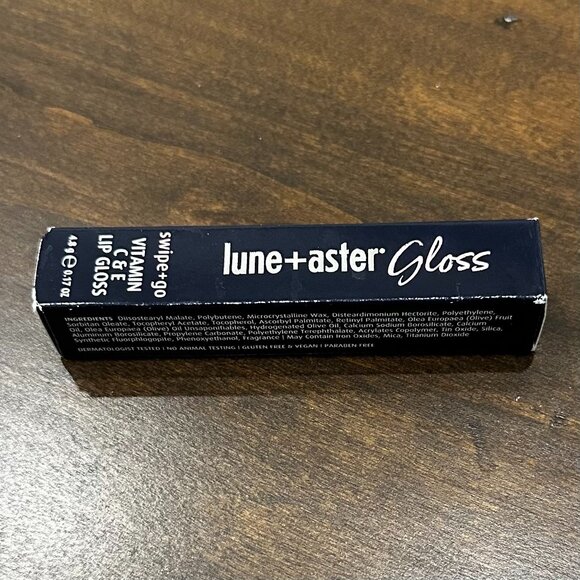 lune+aster® Gloss
swipe+go
VITAMIN
C & E
LIP GLOSS
4.8 g ℮ 0.17 OZ
INGREDIENTS Diisostearyl Malate, Polybutene, Microcrystalline Wax, Disteardimonium Hectorite, Polyethylene,
Sorbitan Oleate, Tocopheryl Acetate, Tocopherol, Ascorbyl Palmitate, Retinyl Palmitate, Olea Europaea (Olive) Fruit
Oil, Olea Europaea (Olive) Oil Unsaponifiables, Hydrogenated Olive Oil, Calcium Sodium Borosilicate, Calcium
Aluminum Borosilicate, Propylene Carbonate, Polyethylene Terephthalate, Acrylates Copolymer, Tin Oxide, Silica,
Synthetic Fluorphlogopite, Phenoxyethanol, Fragrance | May Contain Iron Oxides, Mica, Titanium Dioxide
DERMATOLOGIST TESTED | NO ANIMAL TESTING | GLUTEN FREE & VEGAN | PARABEN FREE